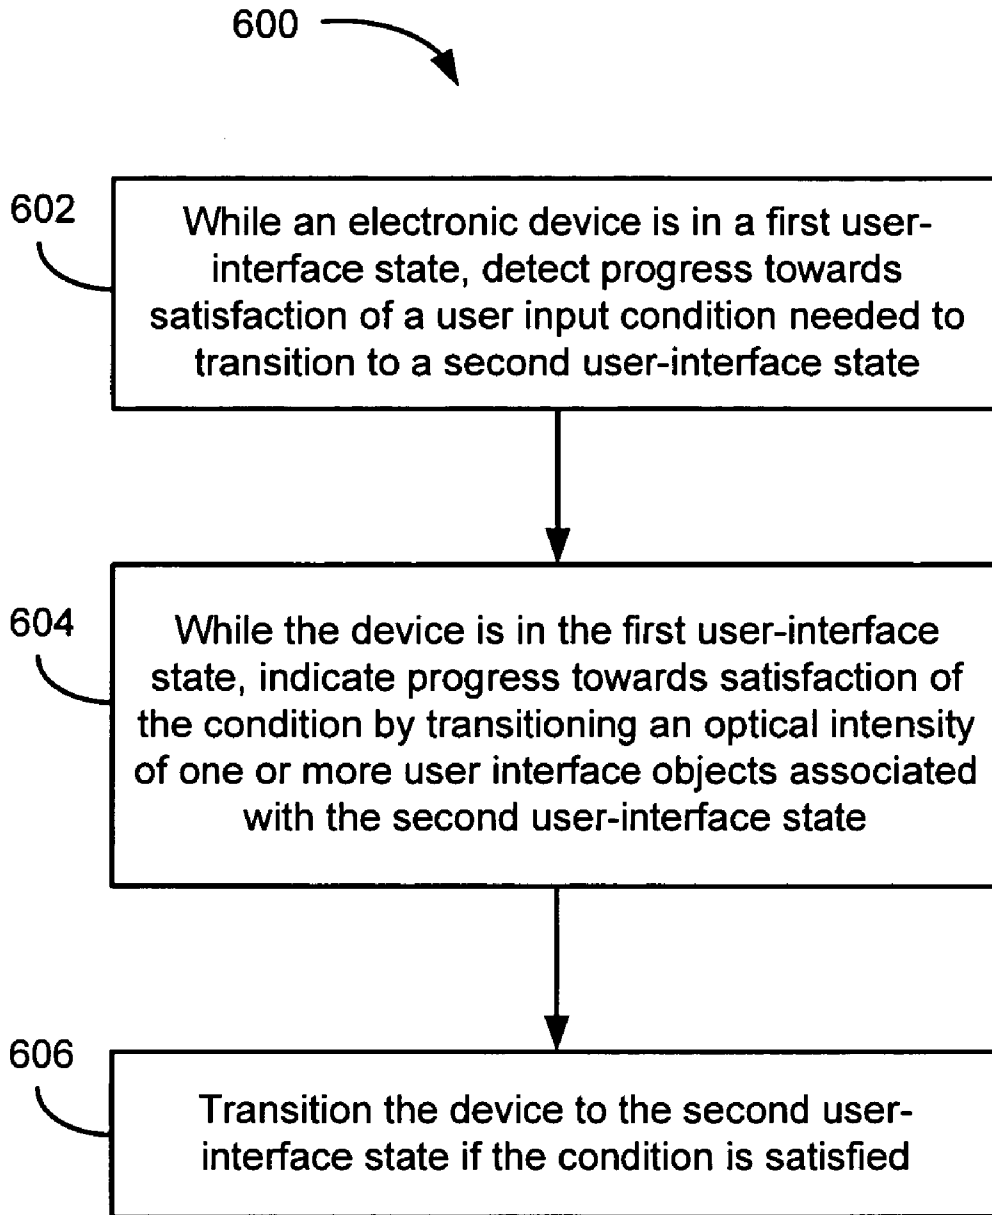 600
602
While an electronic device is in a first user-
interface state, detect progress towards
satisfaction of a user input condition needed to
transition to a second user-interface state
604
While the device is in the first user-interface
state, indicate progress towards satisfaction of
the condition by transitioning an optical intensity
of one or more user interface objects associated
with the second user-interface state
606
Transition the device to the second user-
interface state if the condition is satisfied